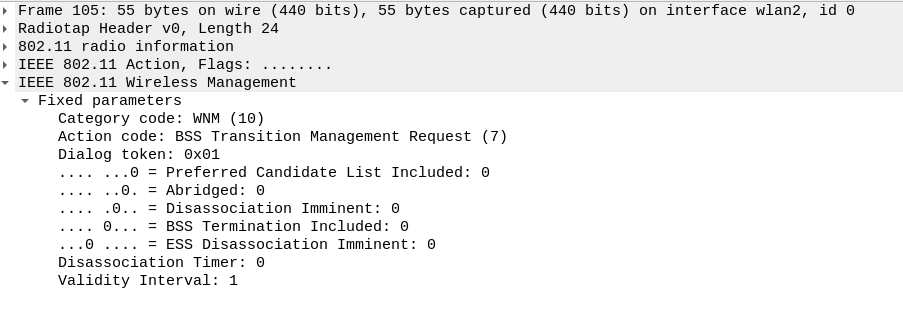 Frame 105: 55 bytes on wire (440 bits), 55 bytes captured (440 bits) on interface wlan2, id 0
Radiotap Header v0, Length 24
802.11 radio information
IEEE 802.11 Action, Flags: ........
IEEE 802.11 Wireless Management
Fixed parameters
Category code: WNM (10)
Action code: BSS Transition Management Request (7)
Dialog token: 0x01
.... ...0 = Preferred Candidate List Included: 0
.... ..0. = Abridged: 0
.... .0.. = Disassociation Imminent: 0
.... 0... = BSS Termination Included: 0
...0 .... = ESS Disassociation Imminent: 0
Disassociation Timer: 0
Validity Interval: 1